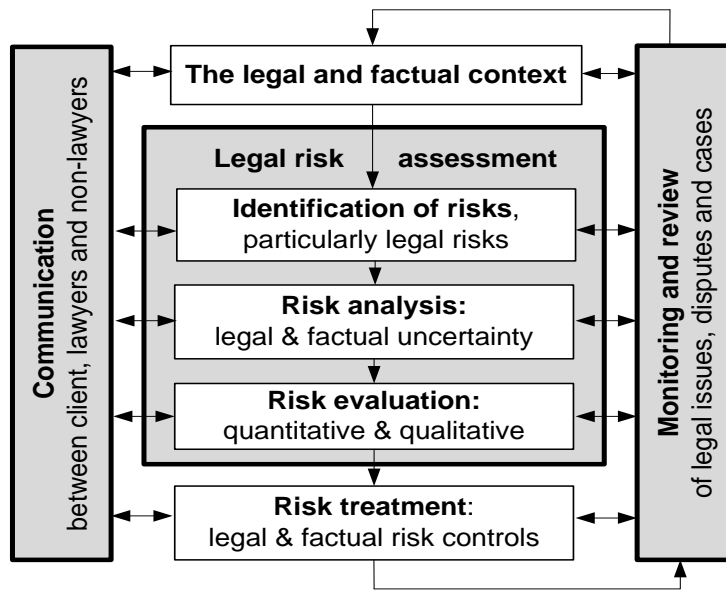 The legal and factual context
Legal risk assessment
Identification of risks,
particularly legal risks
Risk analysis:
legal & factual uncertainty
Risk evaluation:
quantitative & qualitative
Risk treatment:
legal & factual risk controls
Communication
between client, lawyers and non-lawyers
Monitoring and review
of legal issues, disputes and cases